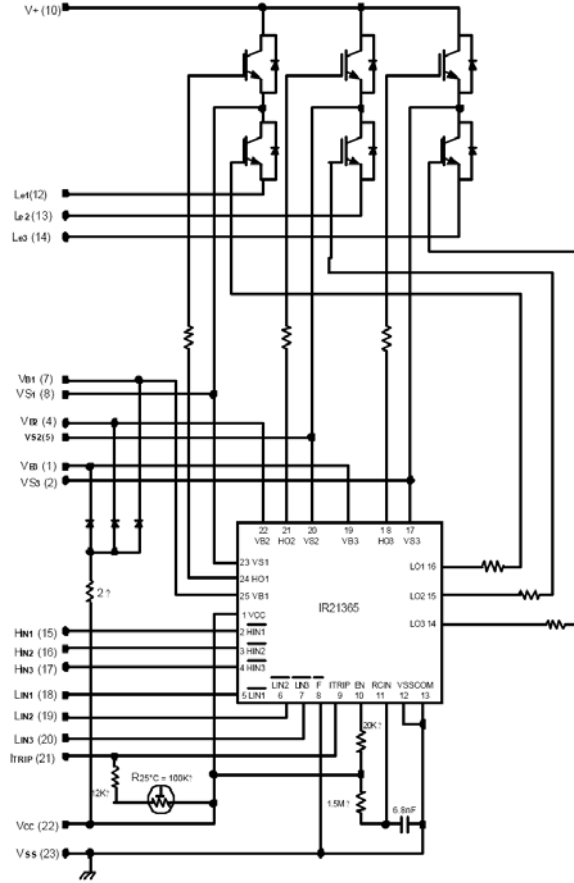 V+ (10)
Le1(12)
Le2 (13)
Le3 (14)
VB1 (7)
VS1 (8)
VB2 (4)
VS2(5)
VB3 (1)
VS3 (2)
22 21 20 19 18 17
VB2 HO2 VS2 VB3 HO3 VS3
23 VS1
24 HO1
25 VB1
1 VCC
2 HIN1
3 HIN2
4 HIN3
5 LIN1
IR21365
LO1 16
LO2 15
LO3 14
LIN2 LIN3 F ITRIP EN RCIN VSSCOM
6 7 8 9 10 11 12 13
2 ?
HIN1 (15)
HIN2 (16)
HIN3 (17)
LIN1 (18)
LIN2 (19)
LIN3 (20)
ITRIP (21)
R25°C = 100K?
12K?
20K?
1.5M?
6.8nF
VCC (22)
VSS (23)